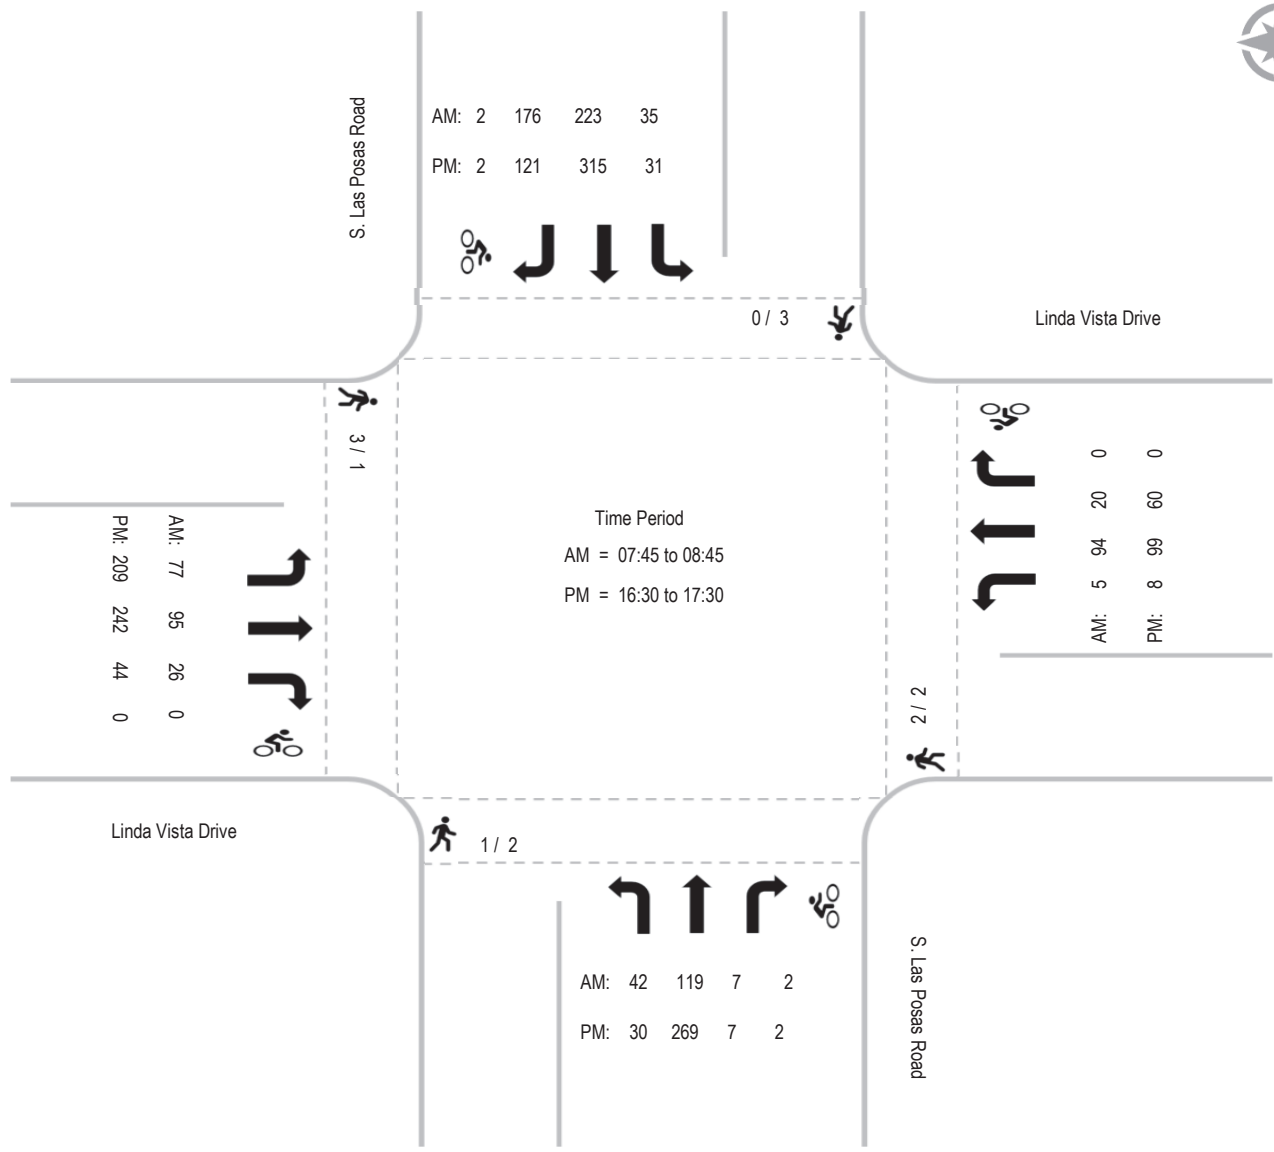 S. Las Posas Road
AM: 2 176 223 35
PM: 2 121 315 31
0 / 3
Linda Vista Drive
3 / 1
AM: 77 95 26 0
PM: 209 242 44 0
Time Period
AM = 07:45 to 08:45
PM = 16:30 to 17:30
AM: 5 94 20 0
PM: 8 99 60 0
2 / 2
Linda Vista Drive
1 / 2
AM: 42 119 7 2
PM: 30 269 7 2
S. Las Posas Road